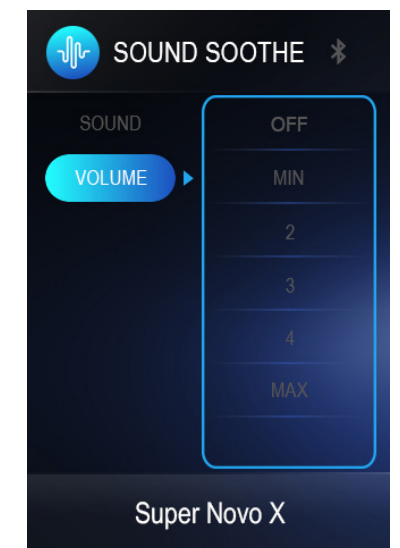 SOUND SOOTHE
SOUND
VOLUME
OFF
MIN
2
3
4
MAX
Super Novo X